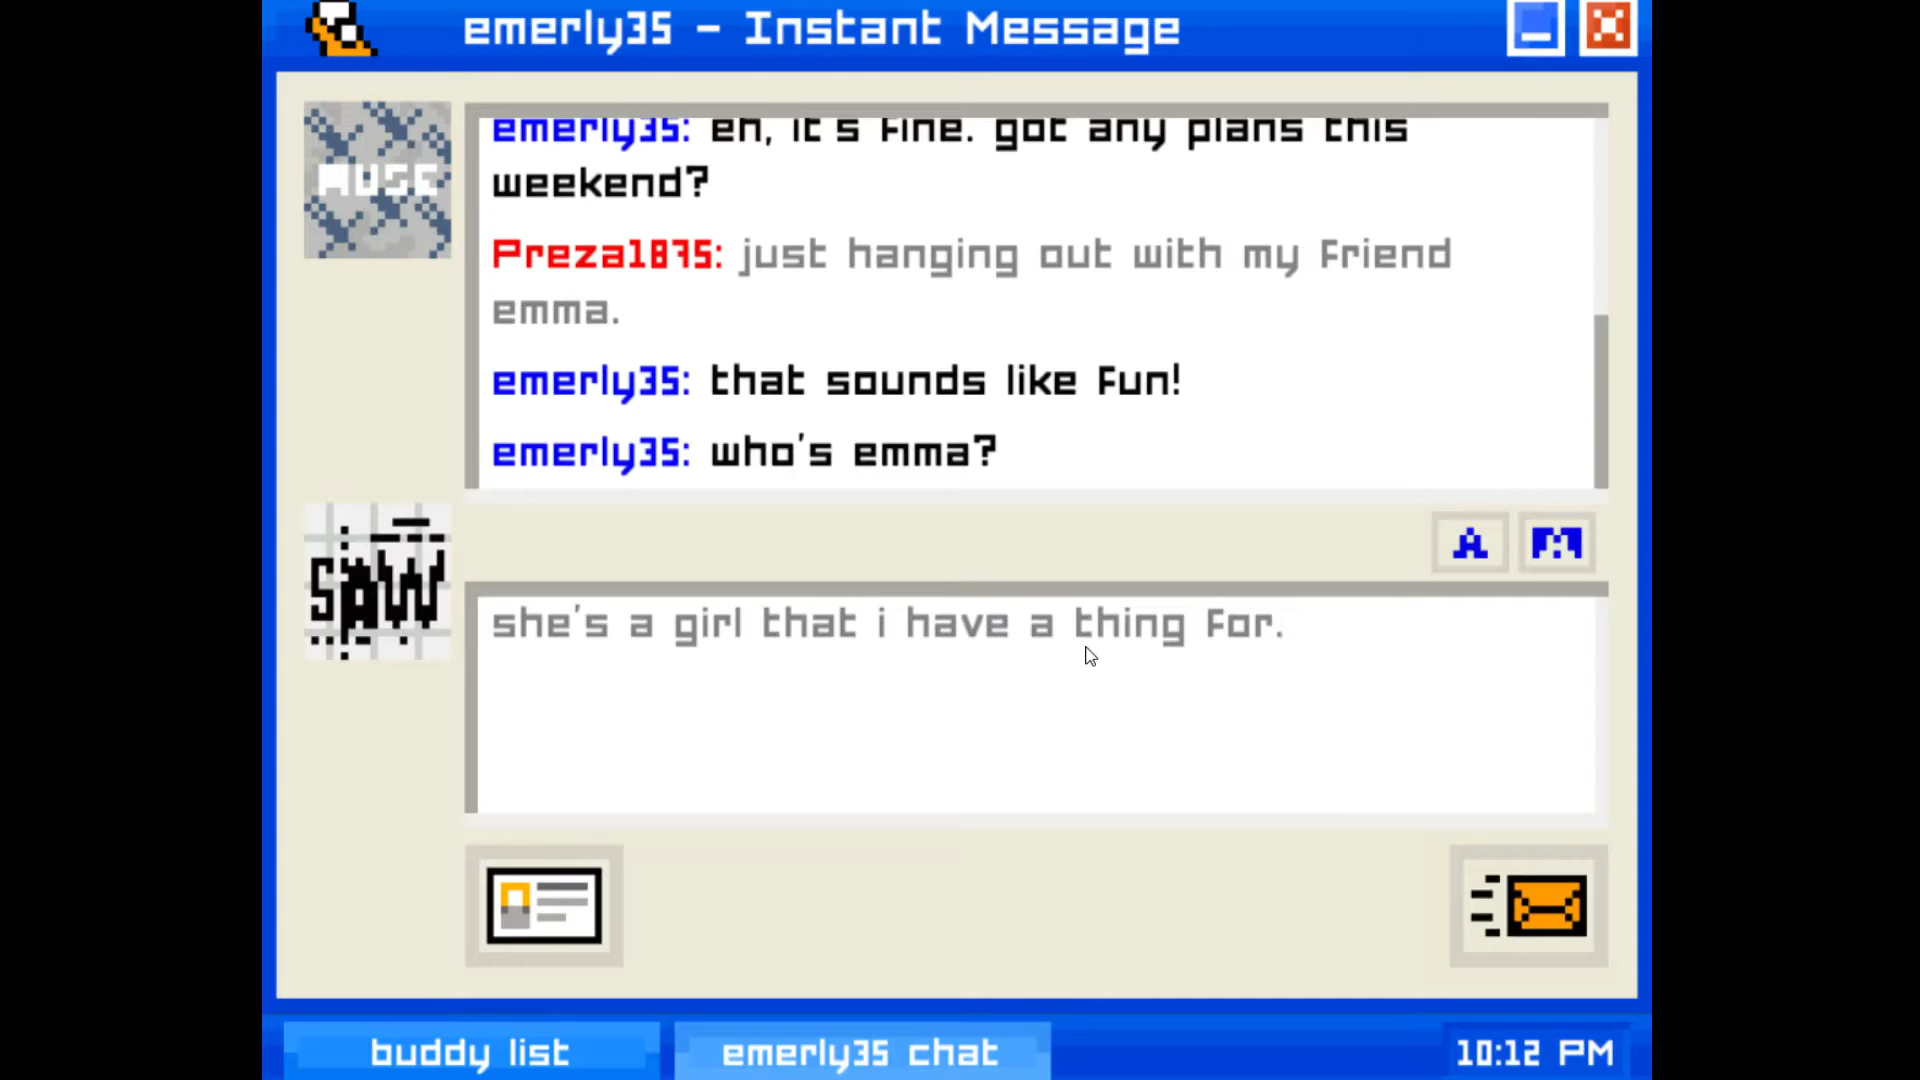 emerly35 - Instant Message
MUSE
emerly35: eh, it's fine. got any plans this
weekend?
Preza1875: just hanging out with my friend
emma.
emerly35: that sounds like fun!
emerly35: who's emma?
A M
saw
she's a girl that i have a thing for.
buddy list
emerly35 chat
10:12 PM